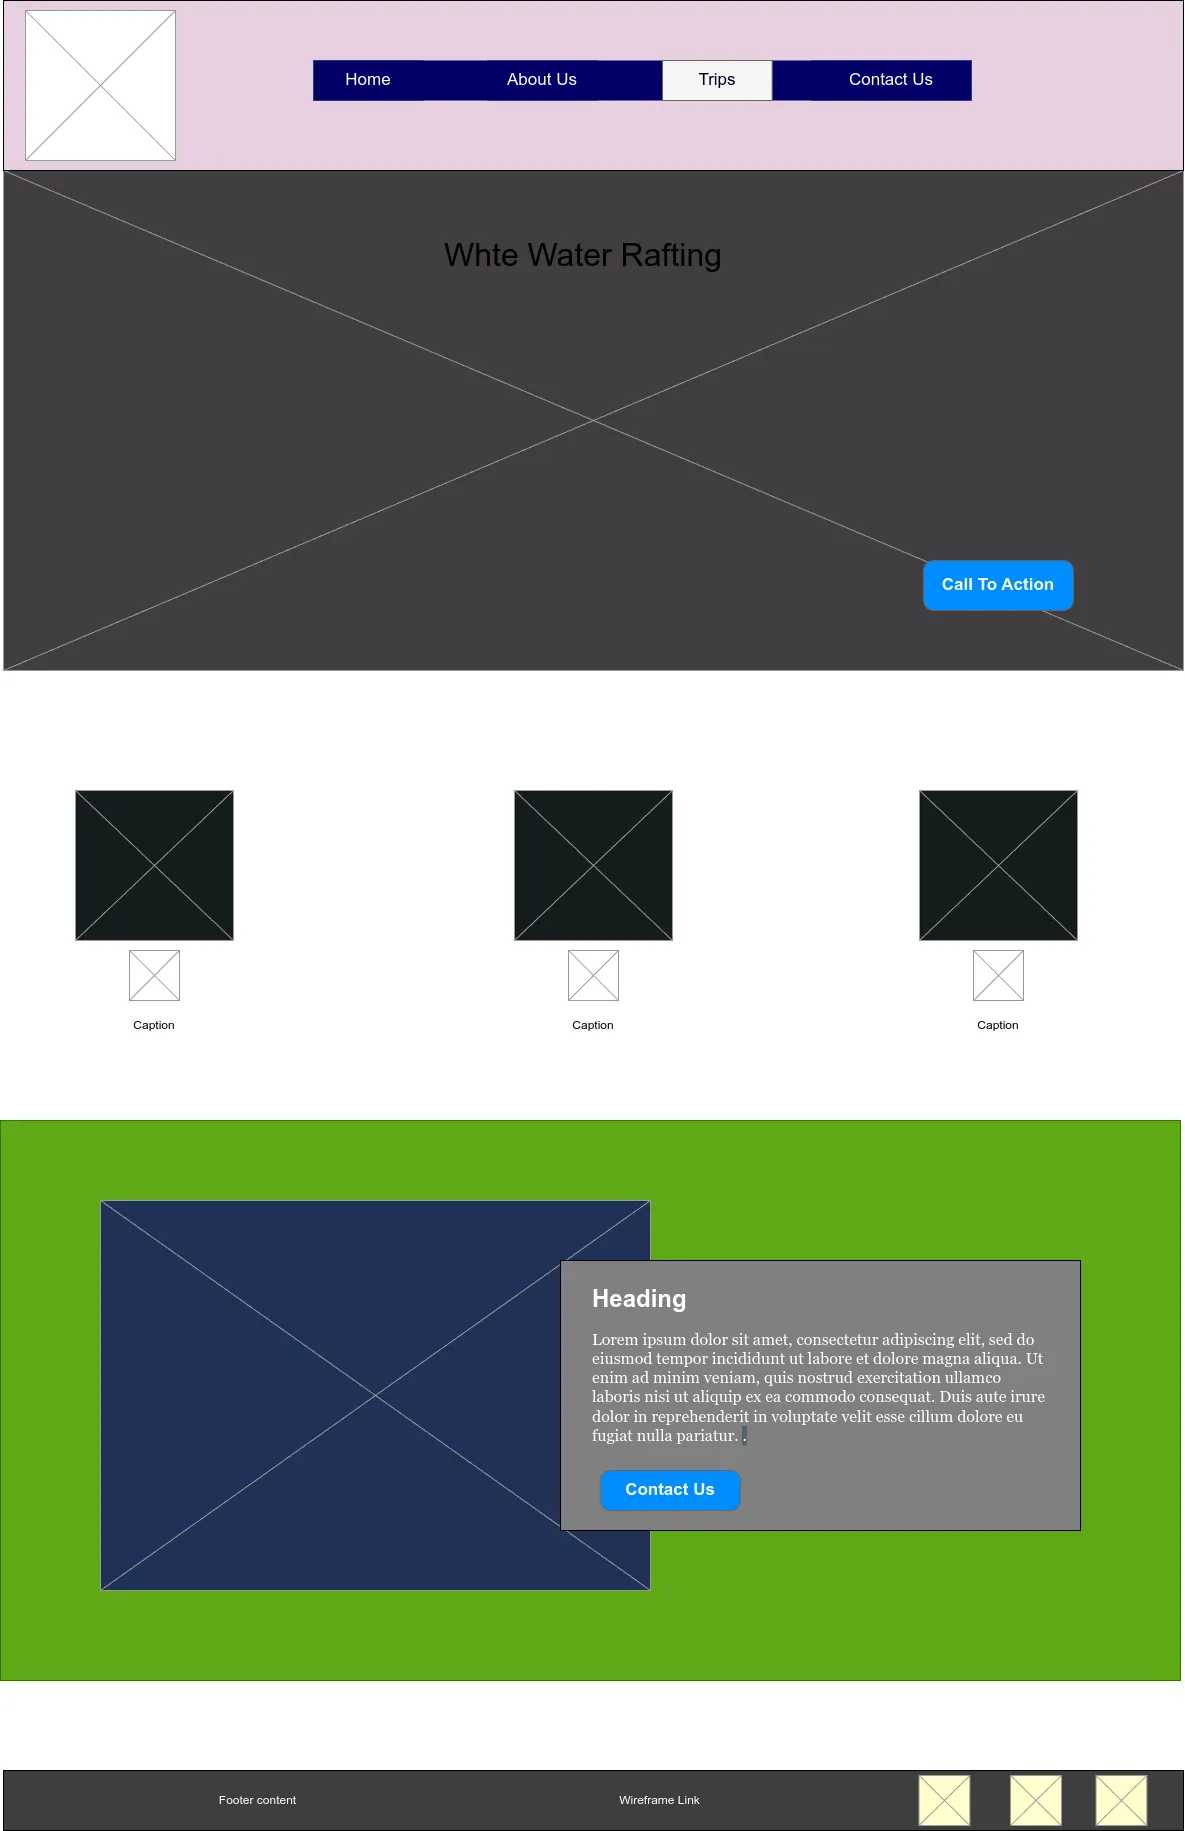 Home About Us Trips Contact Us
Whte Water Rafting
Call To Action
Caption Caption Caption
Heading
Lorem ipsum dolor sit amet, consectetur adipiscing elit, sed do
eiusmod tempor incididunt ut labore et dolore magna aliqua. Ut
enim ad minim veniam, quis nostrud exercitation ullamco
laboris nisi ut aliquip ex ea commodo consequat. Duis aute irure
dolor in reprehenderit in voluptate velit esse cillum dolore eu
fugiat nulla pariatur. .
Contact Us
Footer content Wireframe Link